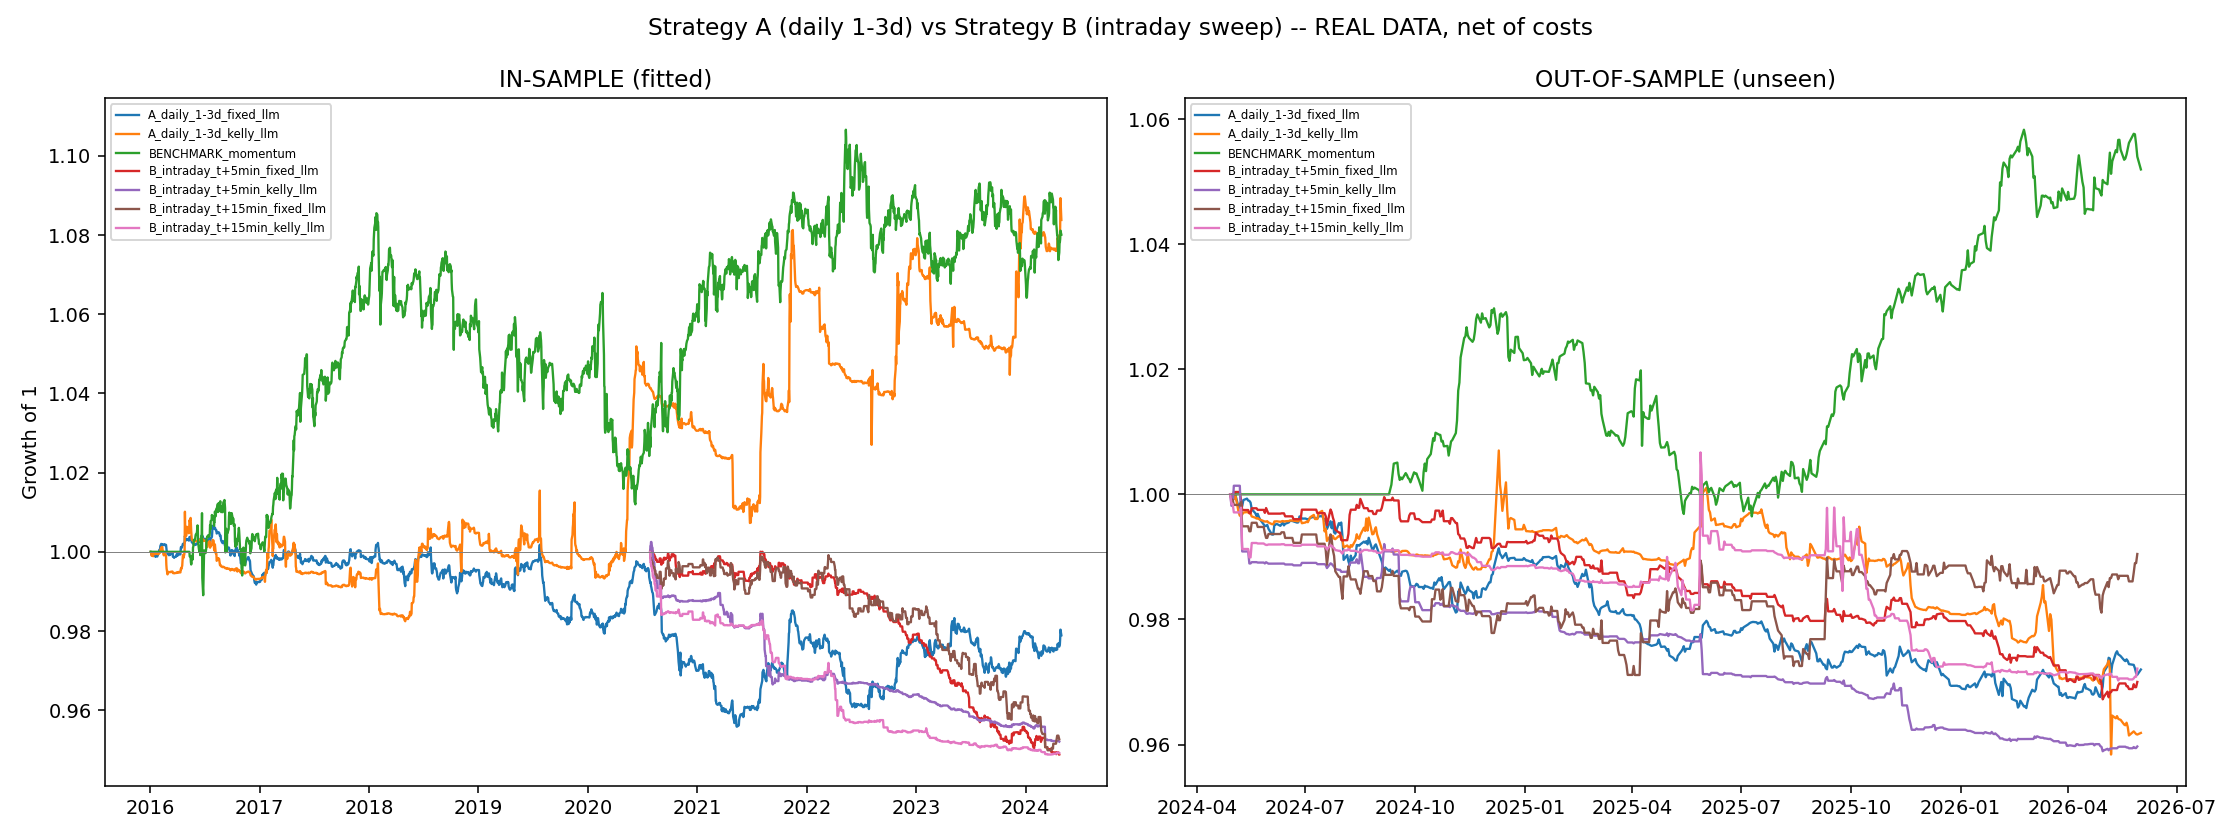 Strategy A (daily 1-3d) vs Strategy B (intraday sweep) -- REAL DATA, net of costs
IN-SAMPLE (fitted)
A_daily_1-3d_fixed_llm
A_daily_1-3d_kelly_llm
BENCHMARK_momentum
B_intraday_t+5min_fixed_llm
B_intraday_t+5min_kelly_llm
B_intraday_t+15min_fixed_llm
B_intraday_t+15min_kelly_llm
Growth of 1
1.10
1.08
1.06
1.04
1.02
1.00
0.98
0.96
2016 2017 2018 2019 2020 2021 2022 2023 2024
OUT-OF-SAMPLE (unseen)
A_daily_1-3d_fixed_llm
A_daily_1-3d_kelly_llm
BENCHMARK_momentum
B_intraday_t+5min_fixed_llm
B_intraday_t+5min_kelly_llm
B_intraday_t+15min_fixed_llm
B_intraday_t+15min_kelly_llm
1.06
1.04
1.02
1.00
0.98
0.96
2024-04 2024-07 2024-10 2025-01 2025-04 2025-07 2025-10 2026-01 2026-04 2026-07